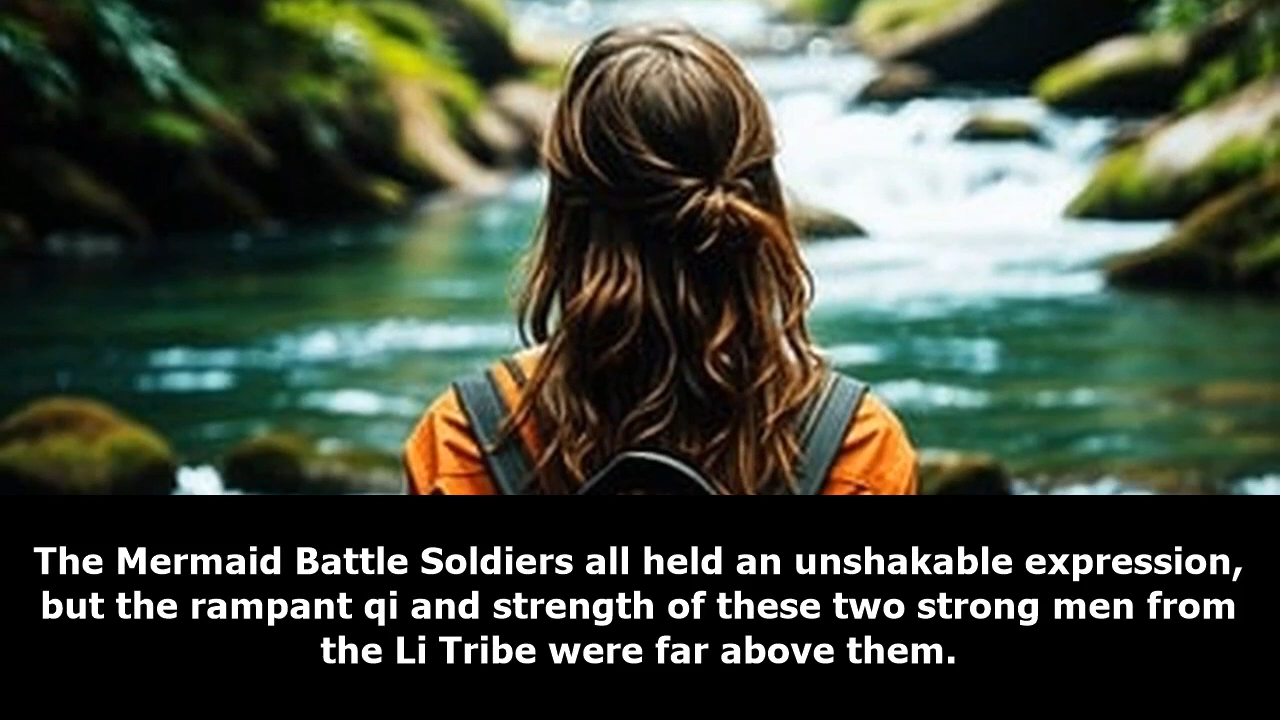 The Mermaid Battle Soldiers all held an unshakable expression,
but the rampant qi and strength of these two strong men from
the Li Tribe were far above them.